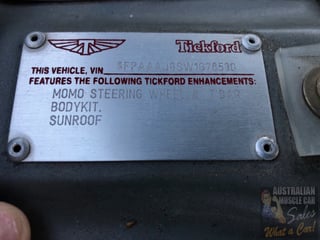 Tickford
THIS VEHICLE, VIN
FEATURES THE FOLLOWING TICKFORD ENHANCEMENTS:
MOMO STEERING WHEEL
BODYKIT.
SUNROOF
AUSTRALIAN
MUSCLE CAR
Sales
What a Car!